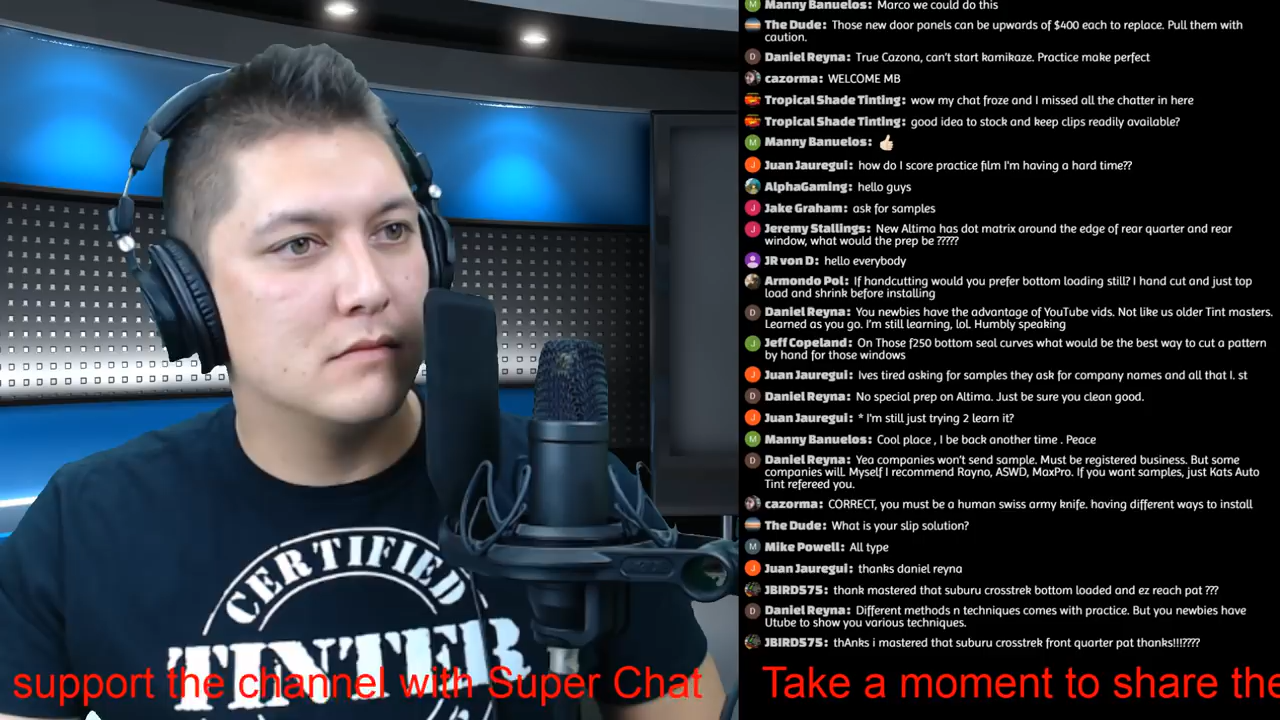 Manny Banuelos: Marco we could do this
The Dude: Those new door panels can be upwards of $400 each to replace. Pull them with
caution.
Daniel Reyna: True Cazona, can't start kamikaze. Practice make perfect
cazorma: WELCOME MB
Tropical Shade Tinting: wow my chat froze and I missed all the chatter in here
Tropical Shade Tinting: good idea to stock and keep clips readily available?
Manny Banuelos: 👍🏻
Juan Jauregui: how do I score practice film I'm having a hard time??
AlphaGaming: hello guys
Jake Graham: ask for samples
Jeremy Stallings: New Altima has dot matrix around the edge of rear quarter and rear
window, what would the prep be ?????
JR von D: hello everybody
Armondo Pol: If handcutting would you prefer bottom loading still? I hand cut and just top
load and shrink before installing
Daniel Reyna: You newbies have the advantage of YouTube vids. Not like us older Tint masters.
Learned as you go. I'm still learning, lol. Humbly speaking
Jeff Copeland: On Those f250 bottom seal curves what would be the best way to cut a pattern
by hand for those windows
Juan Jauregui: Ives tired asking for samples they ask for company names and all that I. st
Daniel Reyna: No special prep on Altima. Just be sure you clean good.
Juan Jauregui: * I'm still just trying 2 learn it?
Manny Banuelos: Cool place , I be back another time . Peace
Daniel Reyna: Yea companies won't send sample. Must be registered business. But some
companies will. Myself I recommend Rayno, ASWD, MaxPro. If you want samples, just Kats Auto
Tint refereed you.
cazorma: CORRECT, you must be a human swiss army knife. having different ways to install
The Dude: What is your slip solution?
Mike Powell: All type
Juan Jauregui: thanks daniel reyna
JBIRD575: thank mastered that suburu crosstrek bottom loaded and ez reach pat ???
Daniel Reyna: Different methods n techniques comes with practice. But you newbies have
Utube to show you various techniques.
JBIRD575: thAnks i mastered that suburu crosstrek front quarter pat thanks!!!????
CERTIFIED
TINTER
support the channel with Super Chat
Take a moment to share the